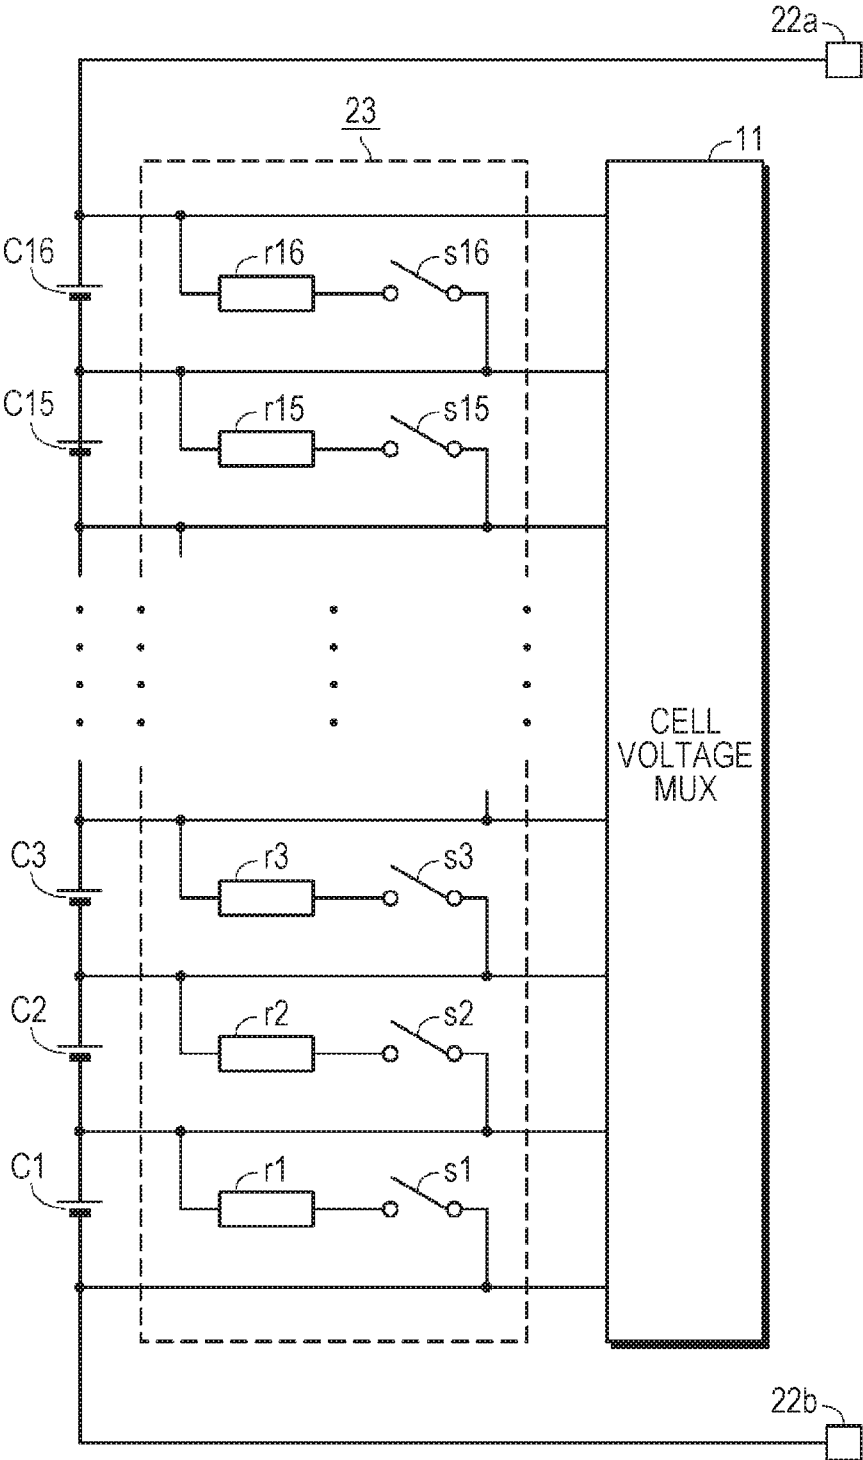 22a
23
11
C16
r16
s16
C15
r15
s15
CELL
VOLTAGE
MUX
C3
r3
s3
C2
r2
s2
C1
r1
s1
22b